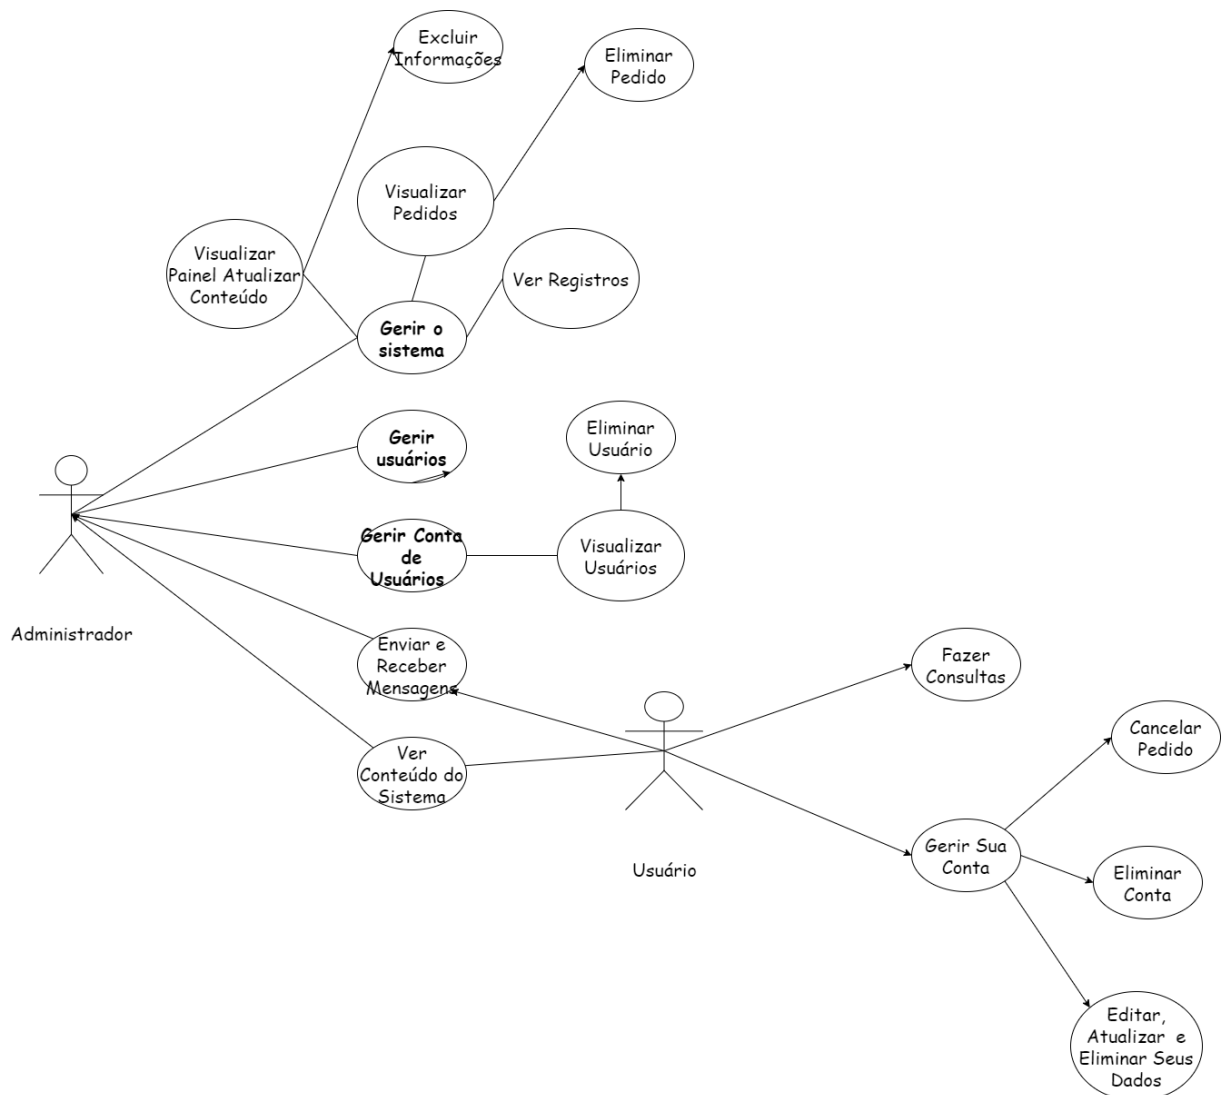 Excluir
Informações
Eliminar
Pedido
Visualizar
Pedidos
Visualizar
Painel Atualizar
Conteúdo
Ver Registros
Gerir o
sistema
Gerir
usuários
Eliminar
Usuário
Gerir Conta
de
Usuários
Visualizar
Usuários
Administrador
Enviar e
Receber
Mensagens
Fazer
Consultas
Ver
Conteúdo do
Sistema
Cancelar
Pedido
Usuário
Gerir Sua
Conta
Eliminar
Conta
Editar,
Atualizar e
Eliminar Seus
Dados